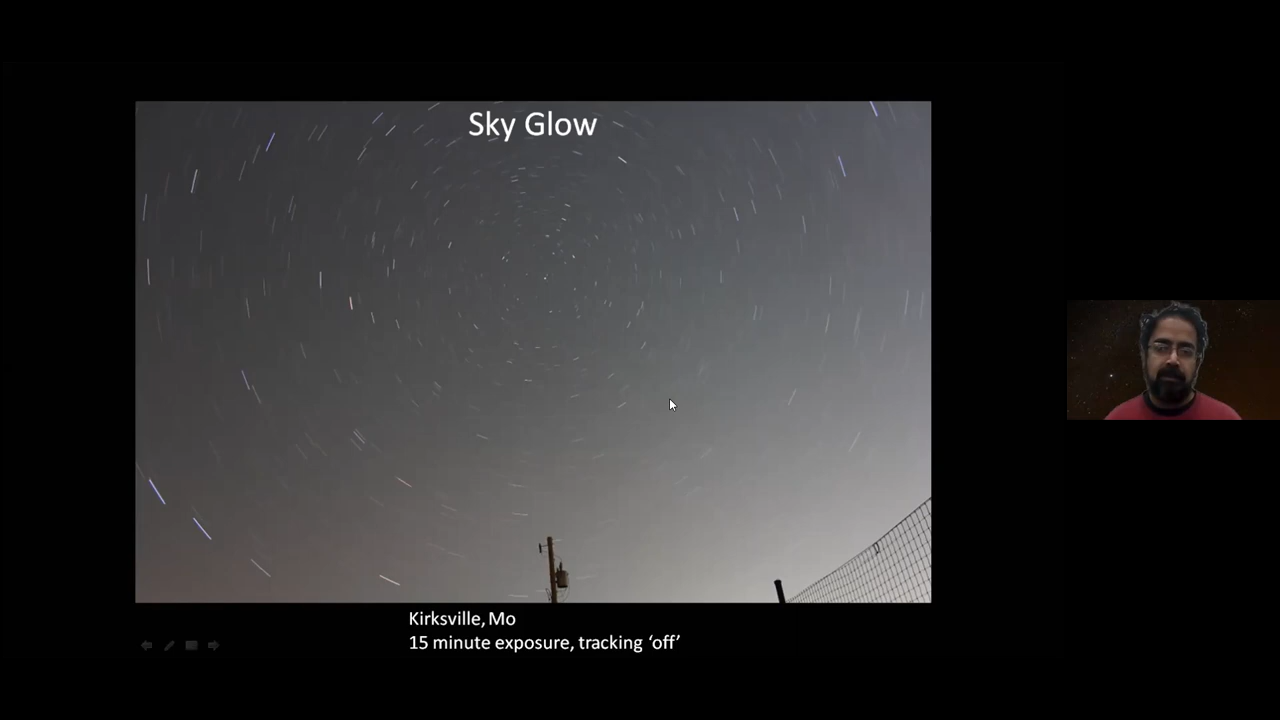 Sky Glow
Kirksville, Mo
15 minute exposure, tracking ‘off’